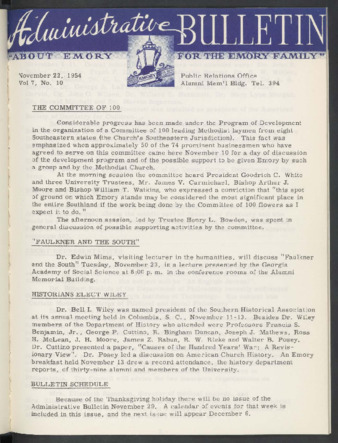 Administrative BULLETIN
"ABOUT EMORY FOR THE EMORY FAMILY"
EMORY
November 22, 1954 Public Relations Office
Vol 7, No. 10 Alumni Mem'l Bldg. Tel. 394
THE COMMITTEE OF 100
Considerable progress has been made under the Program of Development
in the organization of a Committee of 100 leading Methodist laymen from eight
Southeastern states (the Church's Southeastern Jurisdiction). This fact was
emphasized when approximately 50 of the 74 prominent businessmen who have
agreed to serve on this committee came here November 10 for a day of discussion
of the development program and of the possible support to be given Emory by such
a group and by the Methodist Church.
At the morning session the committee heard President Goodrich C. White
and three University Trustees, Mr. James V. Carmichael, Bishop Arthur J.
Moore and Bishop William T. Watkins, who expressed a conviction that "this spot
of ground on which Emory stands may be considered the most significant place in
the entire Southland if the work being done by the Committee of 100 flowers as I
expect it to do."
The afternoon session, led by Trustee Henry L. Bowden, was spent in
general discussion of possible supporting activities by the committee.
"FAULKNER AND THE SOUTH"
Dr. Edwin Mims, visiting lecturer in the humanities, will discuss "Faulkner
and the South" Tuesday, November 23, in a lecture presented by the Georgia
Academy of Social Science at 8:00 p. m. in the conference rooms of the Alumni
Memorial Building.
HISTORIANS ELECT WILEY
Dr. Bell I. Wiley was named president of the Southern Historical Association
at its annual meeting held in Columbia, S. C., November 11-13. Besides Dr. Wiley
members of the Department of History who attended were Professors Francis S.
Benjamin, Jr., George P. Cuttino, R. Bingham Duncan, Joseph J. Mathews, Ross
H. McLean, J. H. Moore, James Z. Rabun, B. W. Blake and Walter B. Posey.
Dr. Cuttino presented a paper, "Causes of the Hundred Years' War: A Revis-
ionary View". Dr. Posey led a discussion on American Church History. An Emory
breakfast held November 13 drew a record attendance, the history department
reports, of thirty-nine alumni and members of the University.
BULLETIN SCHEDULE
Because of the Thanksgiving holiday there will be no issue of the
Administrative Bulletin November 29. A calendar of events for that week is
included in this issue, and the next issue will appear December 6.